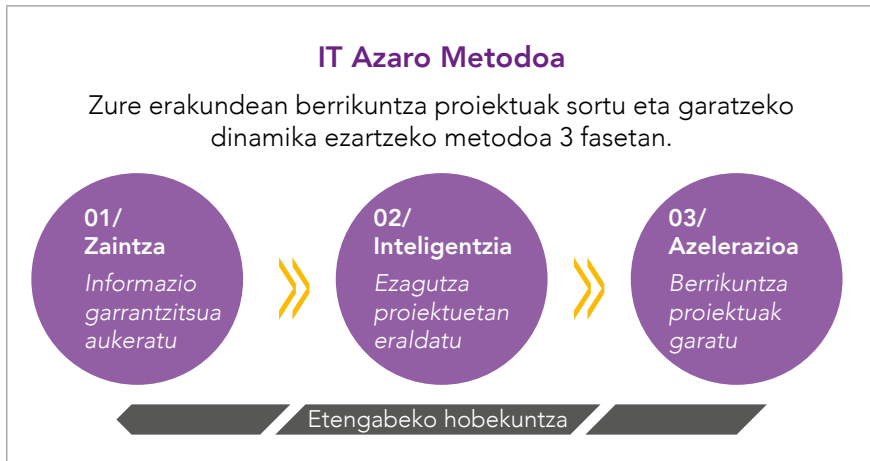 IT Azaro Metodoa
Zure erakundean berrikuntza proiektuak sortu eta garatzeko
dinamika ezartzeko metodoa 3 fasetan.
01/
Zaintza
Informazio
garrantzitsua
aukeratu
02/
Inteligentzia
Ezagutza
proiektuetan
eraldatu
03/
Azelerazioa
Berrikuntza
proiektuak
garatu
Etengabeko hobekuntza